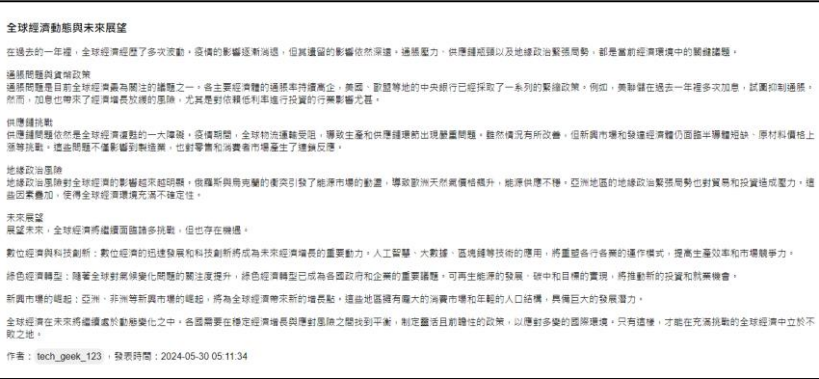 全球經濟動態與未來展望
在過去的一年裡，全球經濟經歷了多次波動。疫情的影響逐漸消退，但其遺留的影響依然深遠。通脹壓力、供應鏈瓶頸以及地緣政治緊張局勢，都是當前經濟環境中的關鍵議題。
通脹問題與貨幣政策
通脹問題是目前全球經濟最為關注的議題之一。各主要經濟體的通脹率持續高企，美國、歐盟等地的中央銀行已經採取了一系列的緊縮政策。例如，美聯儲在過去一年裡多次加息，試圖抑制通脹。
然而，加息也帶來了經濟增長放緩的風險，尤其是對依賴低利率進行投資的行業影響尤甚。
供應鏈挑戰
供應鏈問題依然是全球經濟復甦的一大障礙。疫情期間，全球物流運輸受阻，導致生產和供應鏈環節出現嚴重問題。雖然情況有所改善，但新興市場和發達經濟體仍面臨半導體短缺、原材料價格上
漲等挑戰。這些問題不僅影響到製造業，也對零售和消費者市場產生了連鎖反應。
地緣政治風險
地緣政治風險對全球經濟的影響越來越明顯。俄羅斯與烏克蘭的衝突引發了能源市場的動盪，導致歐洲天然氣價格飆升，能源供應不穩。亞洲地區的地緣政治緊張局勢也對貿易和投資造成壓力。這
些因素疊加，使得全球經濟環境充滿不確定性。
未來展望
展望未來，全球經濟將繼續面臨諸多挑戰，但也存在機遇。
數位經濟與科技創新：數位經濟的迅速發展和科技創新將成為未來經濟增長的重要動力。人工智慧、大數據、區塊鏈等技術的應用，將重塑各行各業的運作模式，提高生產效率和市場競爭力。
綠色經濟轉型：隨著全球對氣候變化問題的關注度提升，綠色經濟轉型已成為各國政府和企業的重要議題。可再生能源的發展、碳中和目標的實現，將推動新的投資和就業機會。
新興市場的崛起：亞洲、非洲等新興市場的崛起，將為全球經濟帶來新的增長點。這些地區擁有龐大的消費市場和年輕的人口結構，具備巨大的發展潛力。
全球經濟在未來將繼續處於動態變化之中。各國需要在穩定經濟增長與應對風險之間找到平衡，制定靈活且前瞻性的政策，以應對多變的國際環境。只有這樣，才能在充滿挑戰的全球經濟中立於不
敗之地。
作者：tech_geek_123，發表時間：2024-05-30 05:11:34